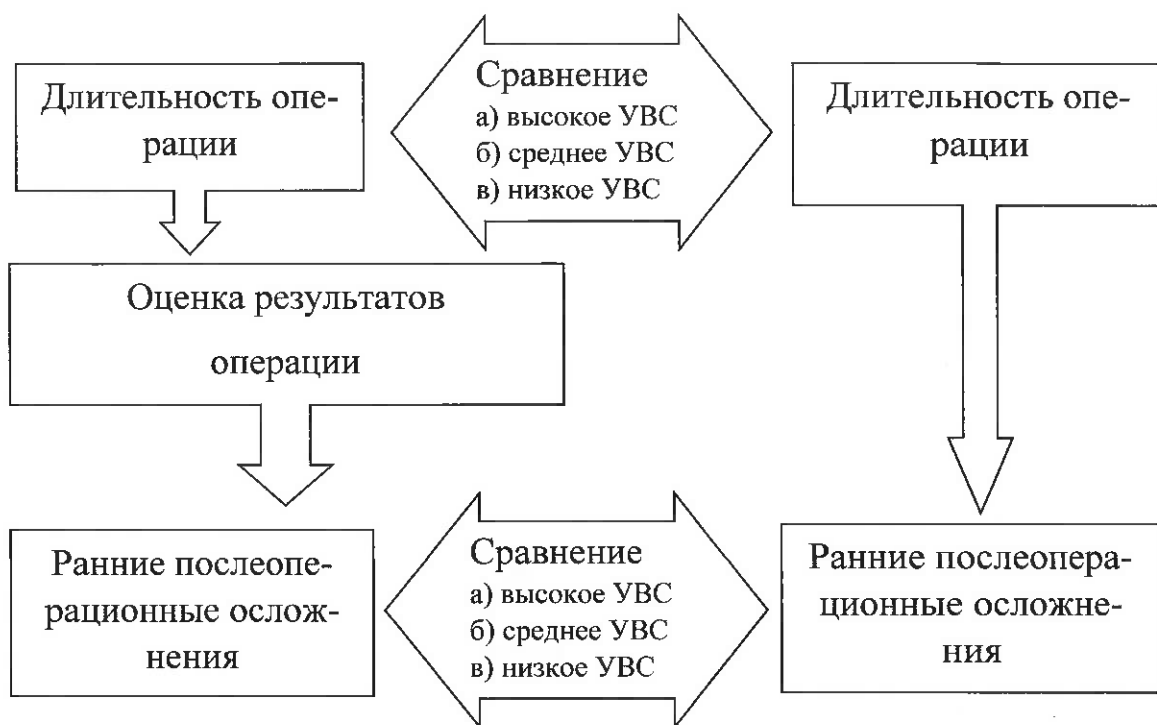 Длительность опе-
рации
Сравнение
а) высокое УВС
б) среднее УВС
в) низкое УВС
Длительность опе-
рации
Оценка результатов
операции
Ранние послеопе-
рационные ослож-
нения
Сравнение
а) высокое УВС
б) среднее УВС
в) низкое УВС
Ранние послеопера-
ционные осложне-
ния